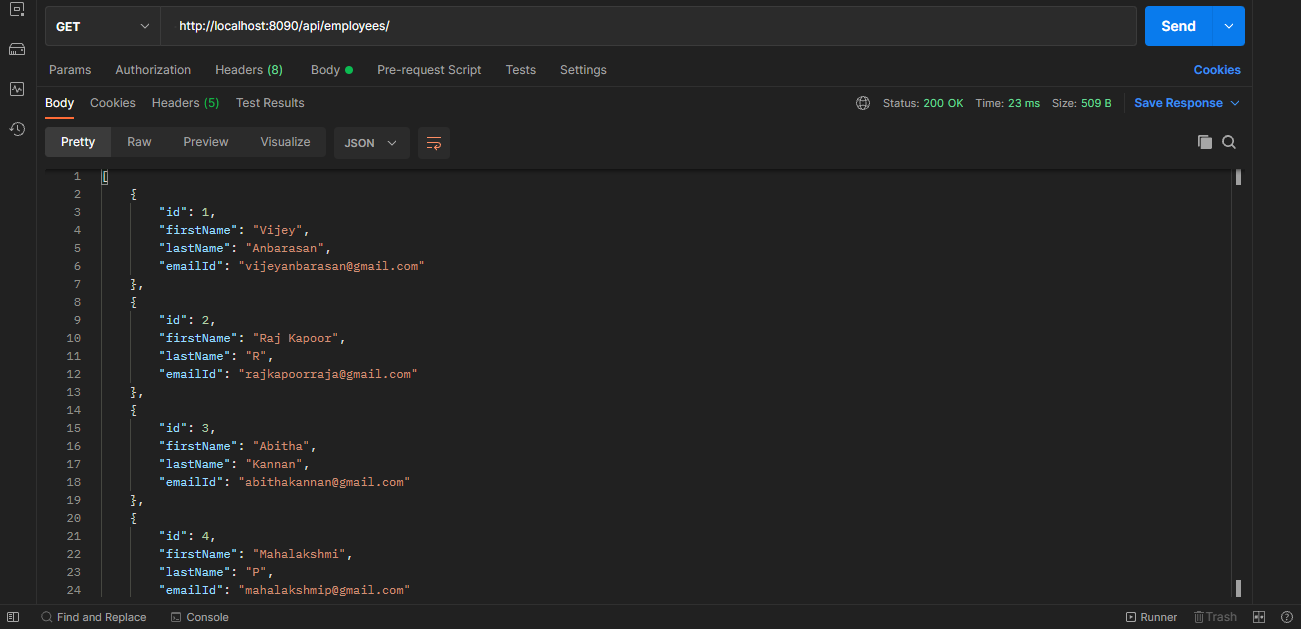 GET http://localhost:8090/api/employees/ Send
Params Authorization Headers (8) Body Pre-request Script Tests Settings Cookies
Body Cookies Headers (5) Test Results Status: 200 OK Time: 23 ms Size: 509 B Save Response
Pretty Raw Preview Visualize JSON
1 [
2 {
3 "id": 1,
4 "firstName": "Vijey",
5 "lastName": "Anbarasan",
6 "emailId": "vijeyanbarasan@gmail.com"
7 },
8 {
9 "id": 2,
10 "firstName": "Raj Kapoor",
11 "lastName": "R",
12 "emailId": "rajkapoorraja@gmail.com"
13 },
14 {
15 "id": 3,
16 "firstName": "Abitha",
17 "lastName": "Kannan",
18 "emailId": "abithakannan@gmail.com"
19 },
20 {
21 "id": 4,
22 "firstName": "Mahalakshmi",
23 "lastName": "P",
24 "emailId": "mahalakshmip@gmail.com"
Find and Replace Console Runner Trash